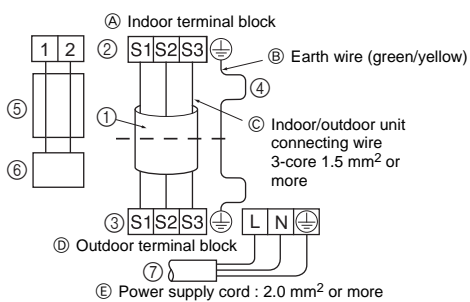 Ⓐ Indoor terminal block
1 2
② S1 S2 S3
Ⓑ Earth wire (green/yellow)
④
⑤
①
Ⓒ Indoor/outdoor unit
connecting wire
3-core 1.5 mm² or
more
⑥
③ S1 S2 S3
L N
Ⓓ Outdoor terminal block
⑦
Ⓔ Power supply cord : 2.0 mm² or more